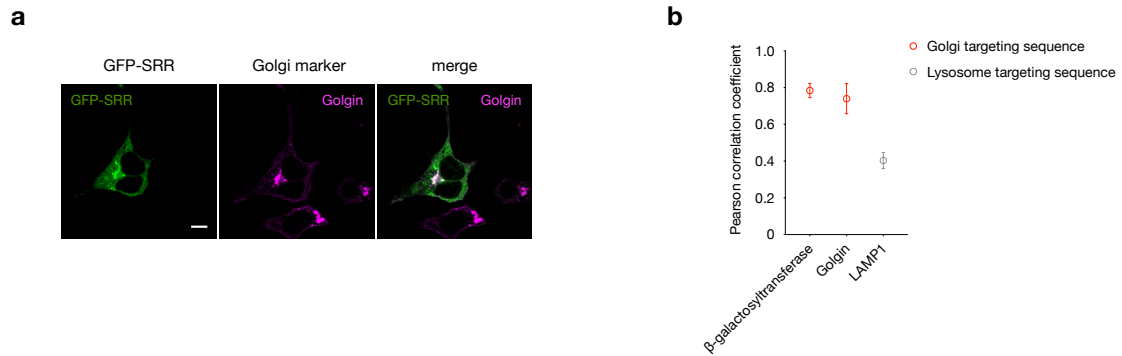 a
GFP-SRR
Golgi marker
merge
GFP-SRR
Golgin
GFP-SRR
Golgin
b
Golgi targeting sequence
Lysosome targeting sequence
Pearson correlation coefficient
1.0
0.8
0.6
0.4
0.2
0
β-galactosyltransferase
Golgin
LAMP1